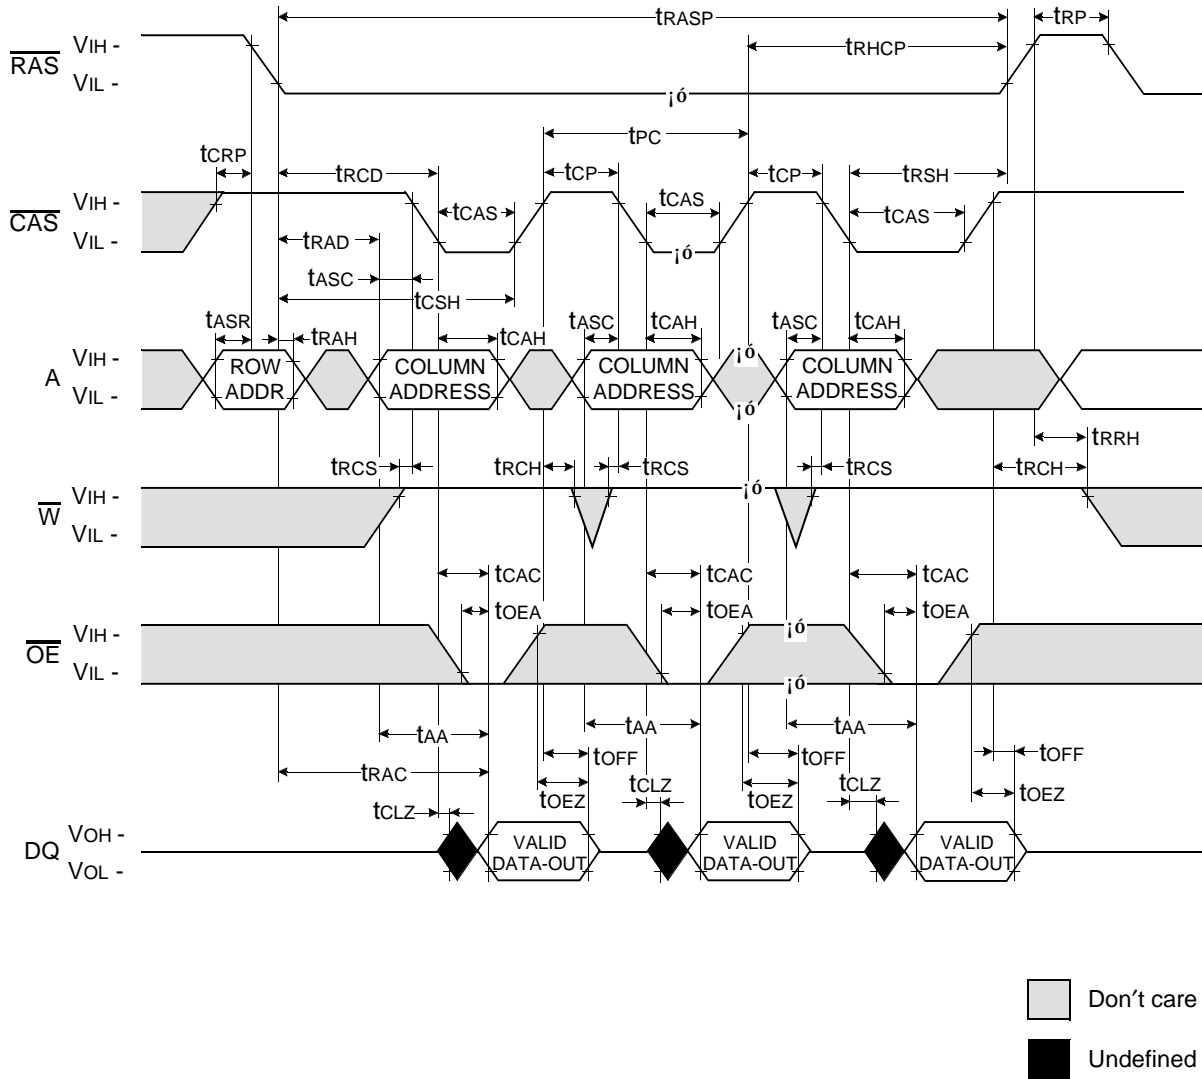 tRASP
tRP
tRHCP
RAS
VIH -
VIL -
¡ó
tPC
tCRP
tRCD
tCP
tCP
tRSH
CAS
VIH -
VIL -
tCAS
tCAS
tCAS
¡ó
tRAD
tASC
tCSH
tASR
tRAH
tCAH
tASC
tCAH
tASC
tCAH
A
VIH -
VIL -
ROW
ADDR
COLUMN
ADDRESS
COLUMN
ADDRESS
¡ó
¡ó
COLUMN
ADDRESS
tRRH
tRCS
tRCH
tRCS
tRCS
tRCH
W
VIH -
VIL -
¡ó
tCAC
tCAC
tCAC
tOEA
tOEA
tOEA
OE
VIH -
VIL -
¡ó
¡ó
tAA
tAA
tAA
tOFF
tOFF
tOFF
tRAC
tCLZ
tOEZ
tCLZ
tOEZ
tCLZ
tOEZ
DQ
VOH -
VOL -
VALID
DATA-OUT
VALID
DATA-OUT
VALID
DATA-OUT
Don′t care
Undefined